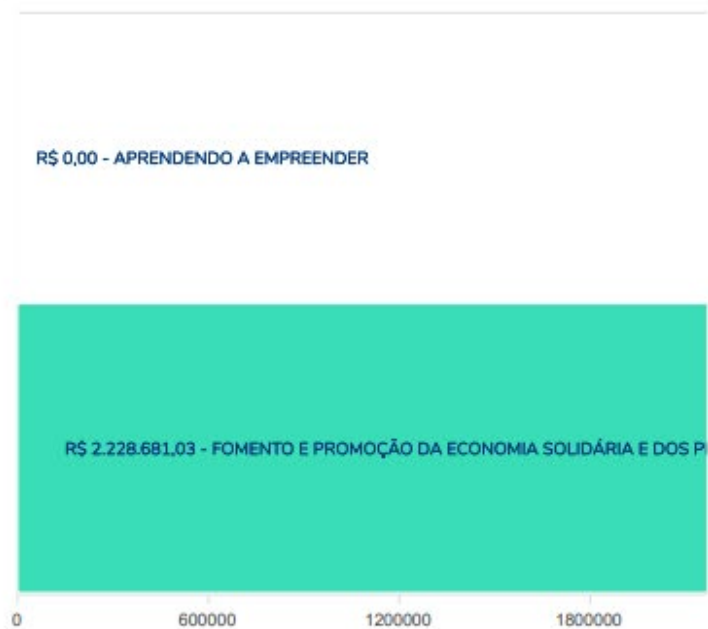 R$ 0,00 - APRENDENDO A EMPREENDER
R$ 2.228.681,03 - FOMENTO E PROMOÇÃO DA ECONOMIA SOLIDÁRIA E DOS
0 600000 1200000 1800000